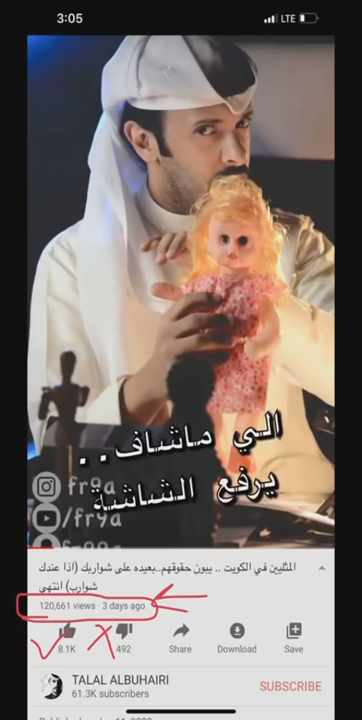 3:05
LTE
الي ماشاف..
يرفع الشاشة
fr9a
/fr9a
المثليين في الكويت .. يبون حقوقهم..بعيده على شواربك (اذا عندك
شوارب) انتهى
120,661 views · 3 days ago
8.1K
492
Share
Download
Save
TALAL ALBUHAIRI
61.3K subscribers
SUBSCRIBE